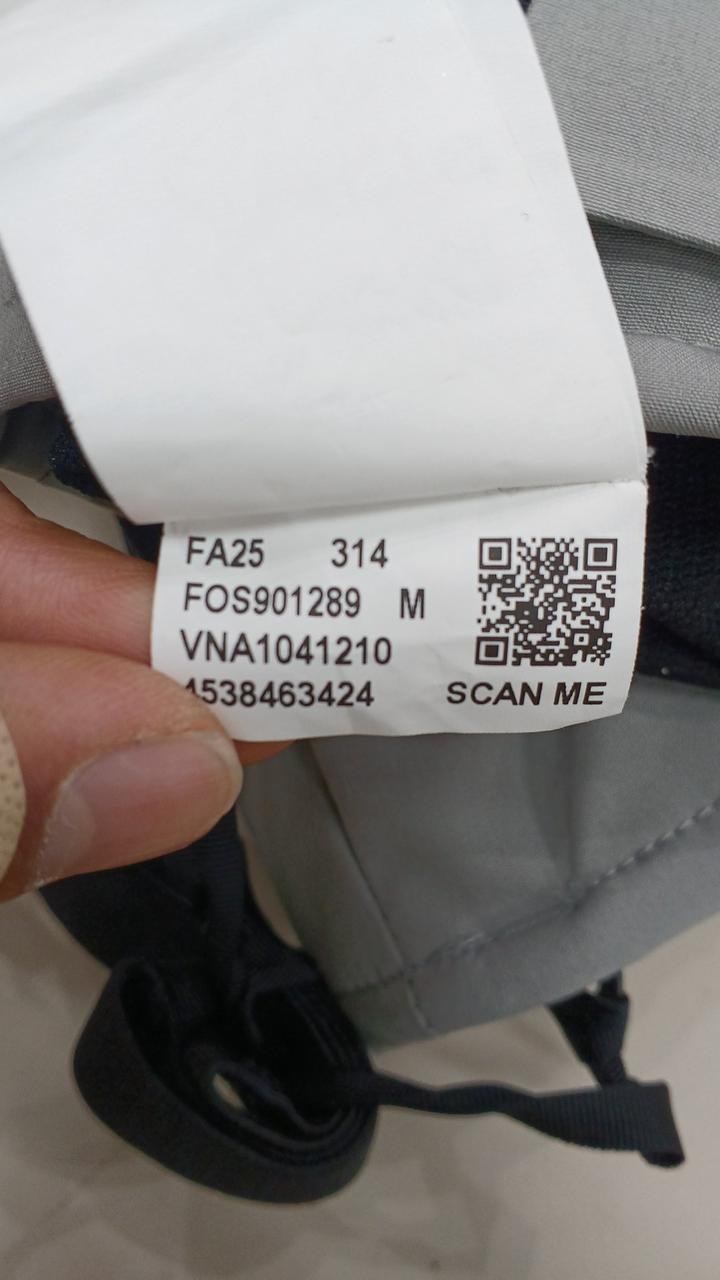 FA25 314
FOS901289 M
VNA1041210
4538463424 SCAN ME